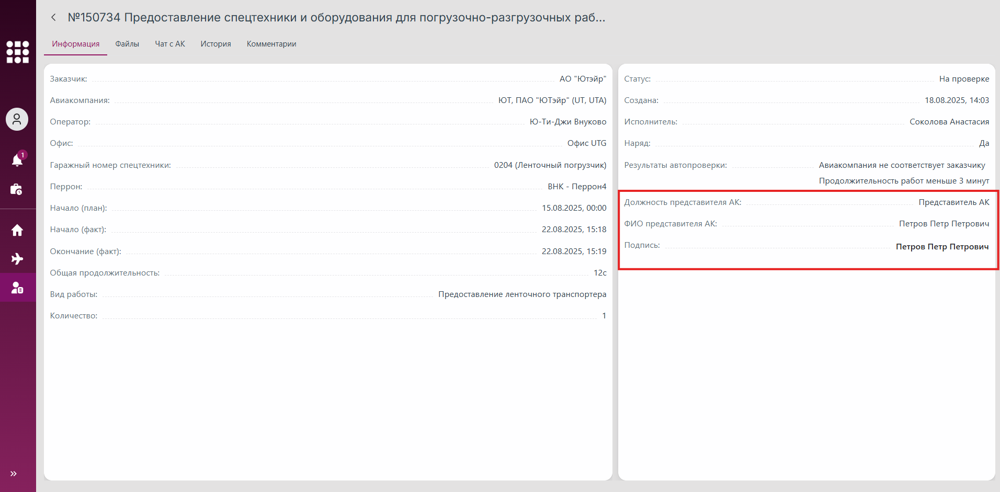 №150734 Предоставление спецтехники и оборудования для погрузочно-разгрузочных раб...
Информация Файлы Чат с АК История Комментарии
1
Заказчик: АО "Ютэйр"
Авиакомпания: ЮТ, ПАО "ЮТэйр" (UT, UTA)
Оператор: Ю-Ти-Джи Внуково
Офис: Офис UTG
Гаражный номер спецтехники: 0204 (Ленточный погрузчик)
Перрон: ВНК - Перрон4
Начало (план): 15.08.2025, 00:00
Начало (факт): 22.08.2025, 15:18
Окончание (факт): 22.08.2025, 15:19
Общая продолжительность: 12с
Вид работы: Предоставление ленточного транспортера
Количество: 1
Статус: На проверке
Создана: 18.08.2025, 14:03
Исполнитель: Соколова Анастасия
Наряд: Да
Результаты автопроверки: Авиакомпания не соответствует заказчику
Продолжительность работ меньше 3 минут
Должность представителя АК: Представитель АК
ФИО представителя АК: Петров Петр Петрович
Подпись: Петров Петр Петрович